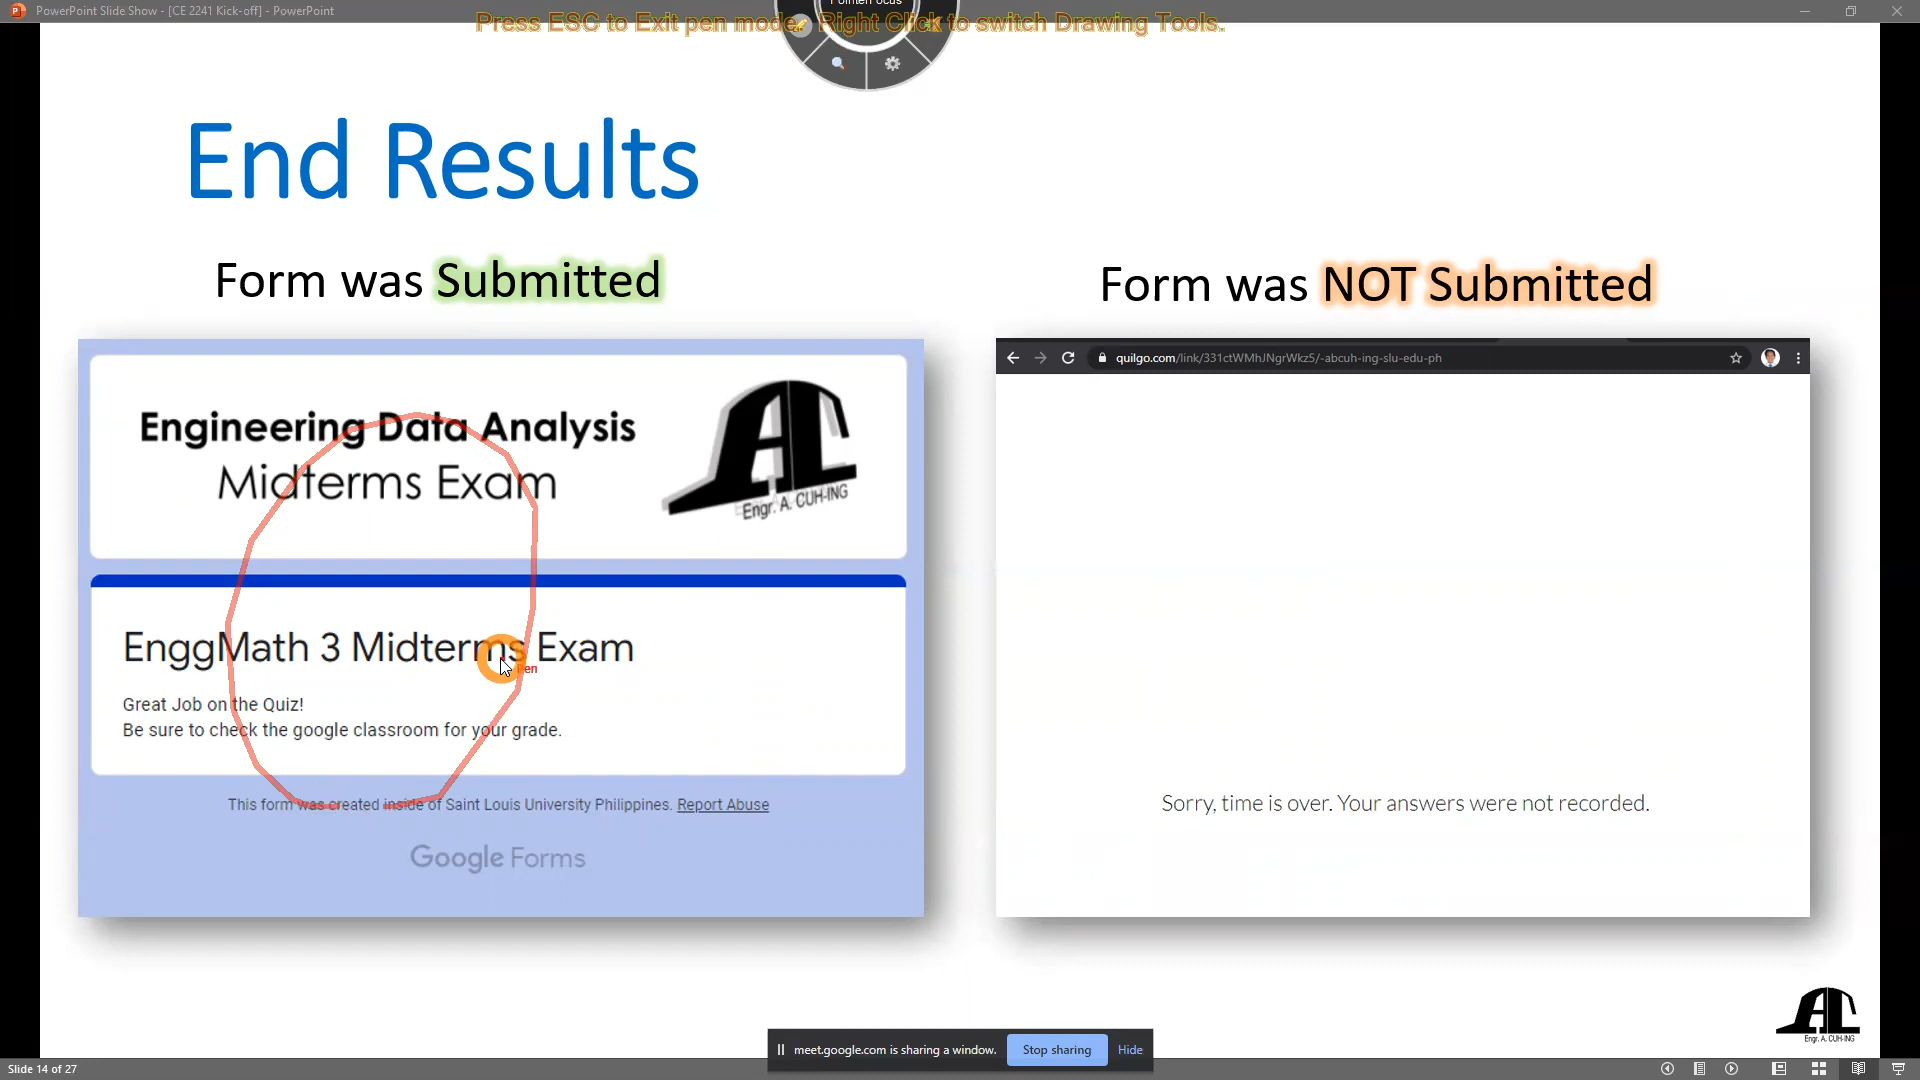 PowerPoint Slide Show - [CE 2241 Kick-off] - PowerPoint
Press ESC to Exit pen mode. Right Click to switch Drawing Tools.
End Results
Form was Submitted
Engineering Data Analysis
Midterms Exam
Engr. A. CUH-ING
EnggMath 3 Midterms Exam
Pen
Great Job on the Quiz!
Be sure to check the google classroom for your grade.
This form was created inside of Saint Louis University Philippines. Report Abuse
Google Forms
Form was NOT Submitted
quilgo.com/link/331ctWMhJNgrWkz5/-abcuh-ing-slu-edu-ph
Sorry, time is over. Your answers were not recorded.
Engr. A. CUH-ING
meet.google.com is sharing a window. Stop sharing Hide
Slide 14 of 27